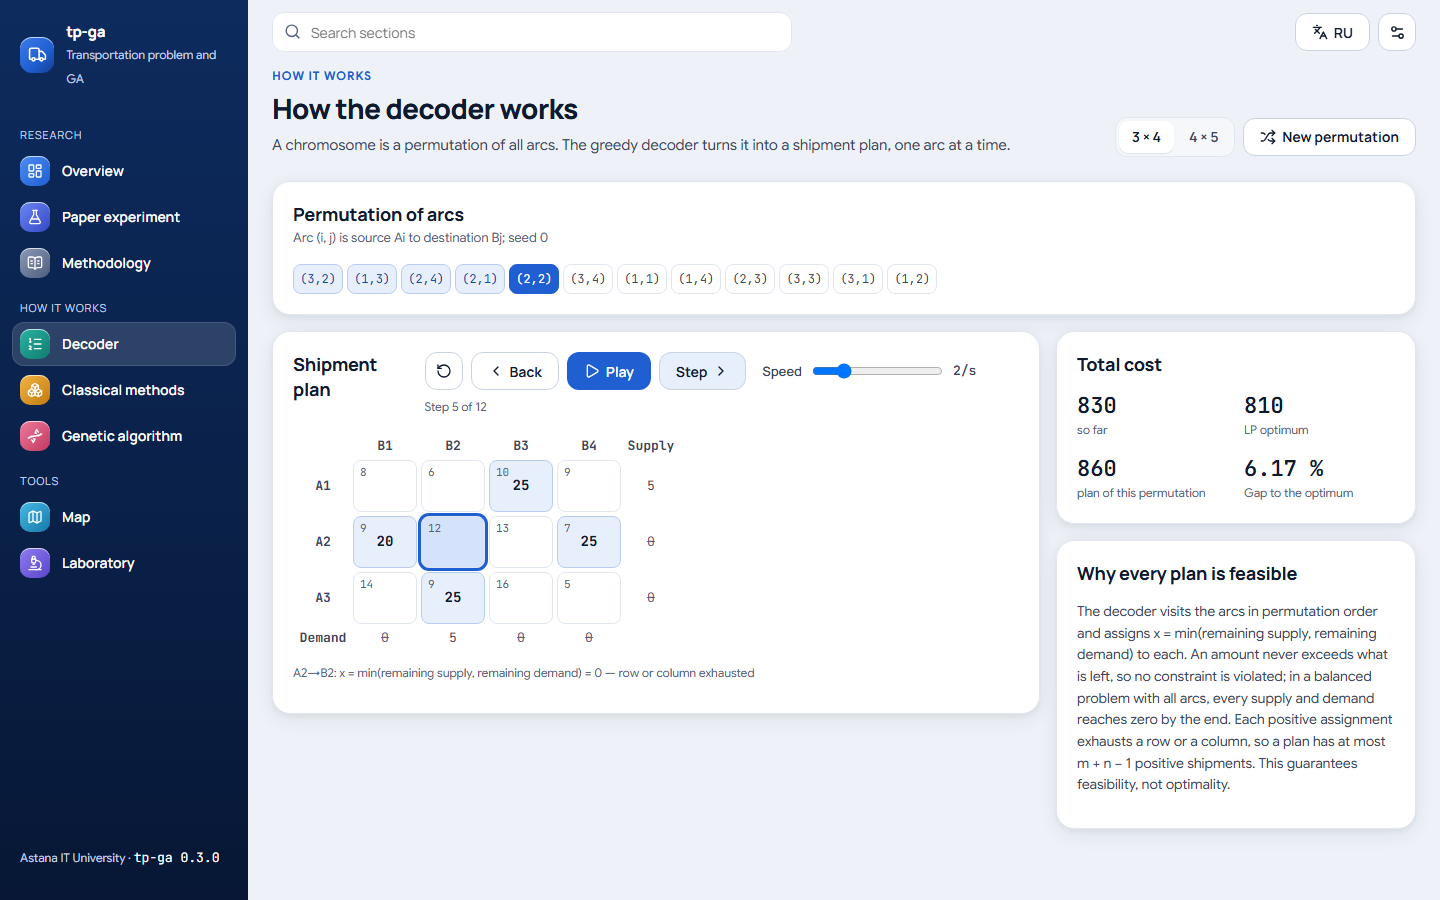 tp-ga
Transportation problem and
GA
RESEARCH
Overview
Paper experiment
Methodology
HOW IT WORKS
Decoder
Classical methods
Genetic algorithm
TOOLS
Map
Laboratory
Astana IT University · tp-ga 0.3.0
Search sections
RU
HOW IT WORKS
How the decoder works
A chromosome is a permutation of all arcs. The greedy decoder turns it into a shipment plan, one arc at a time.
3 × 4 4 × 5 New permutation
Permutation of arcs
Arc (i, j) is source Ai to destination Bj; seed 0
(3,2) (1,3) (2,4) (2,1) (2,2) (3,4) (1,1) (1,4) (2,3) (3,3) (3,1) (1,2)
Shipment
plan
Back Play Step Speed 2/s
Step 5 of 12
B1 B2 B3 B4 Supply
A1 8 6 10 25 9 5
A2 9 20 12 13 7 25 0
A3 14 9 25 16 5 0
Demand 0 5 0 0
A2→B2: x = min(remaining supply, remaining demand) = 0 — row or column exhausted
Total cost
830 810
so far LP optimum
860 6.17 %
plan of this permutation Gap to the optimum
Why every plan is feasible
The decoder visits the arcs in permutation order
and assigns x = min(remaining supply, remaining
demand) to each. An amount never exceeds what
is left, so no constraint is violated; in a balanced
problem with all arcs, every supply and demand
reaches zero by the end. Each positive assignment
exhausts a row or a column, so a plan has at most
m + n − 1 positive shipments. This guarantees
feasibility, not optimality.